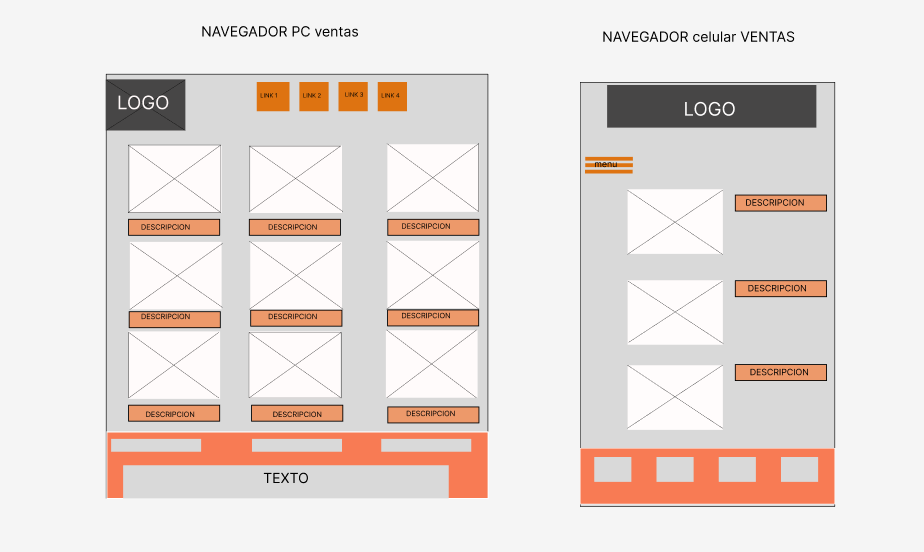 NAVEGADOR PC ventas
LOGO
LINK 1
LINK 2
LINK 3
LINK 4
DESCRIPCION
DESCRIPCION
DESCRIPCION
DESCRIPCION
DESCRIPCION
DESCRIPCION
DESCRIPCION
DESCRIPCION
DESCRIPCION
TEXTO
NAVEGADOR celular VENTAS
LOGO
menu
DESCRIPCION
DESCRIPCION
DESCRIPCION